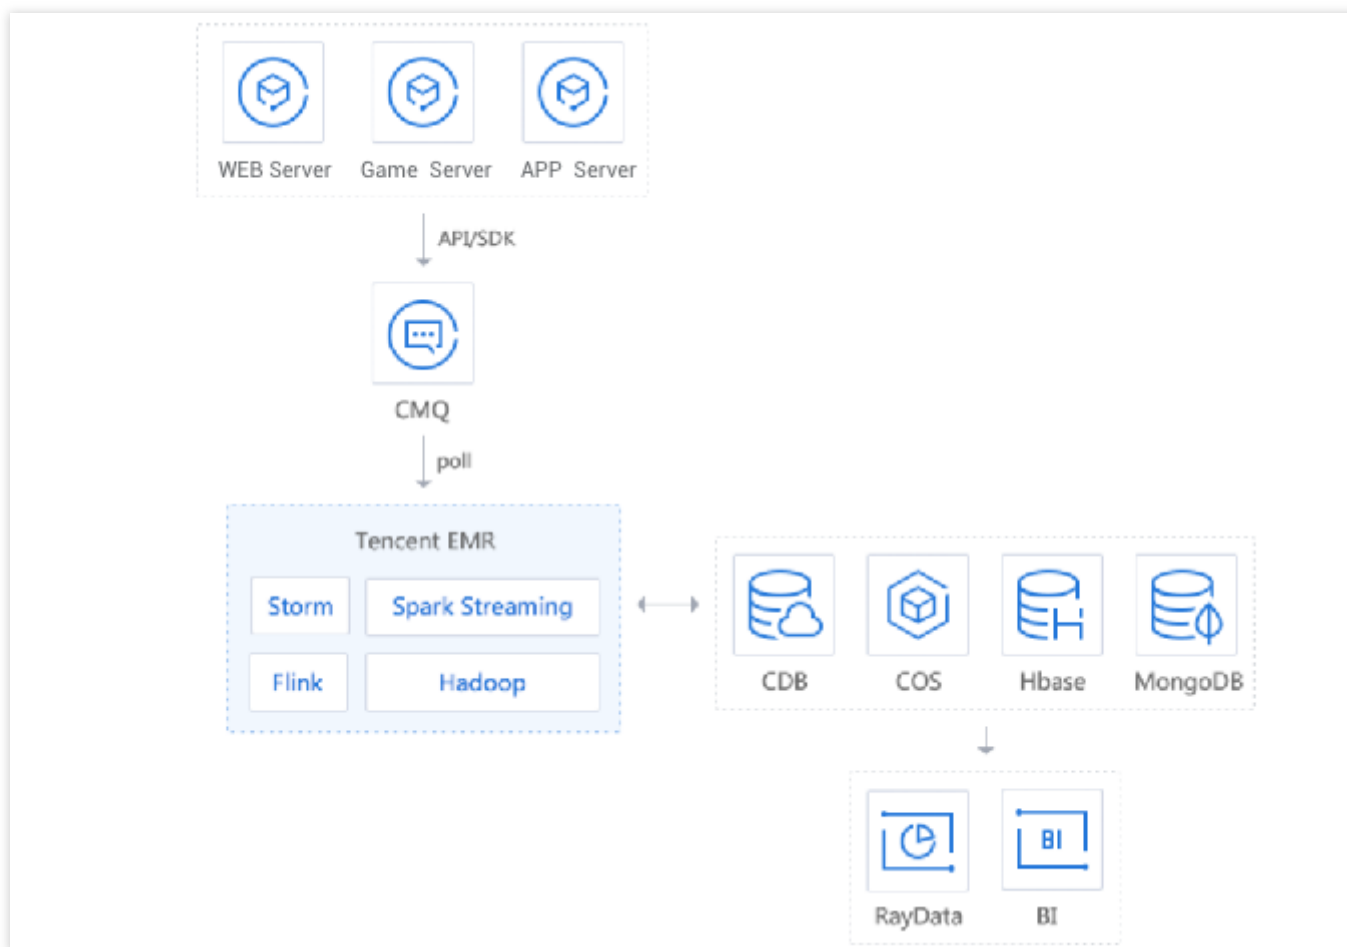 WEB Server
Game Server
APP Server
API/SDK
CMQ
poll
Tencent EMR
Storm
Spark Streaming
Flink
Hadoop
CDB
COS
Hbase
MongoDB
BI
RayData
BI